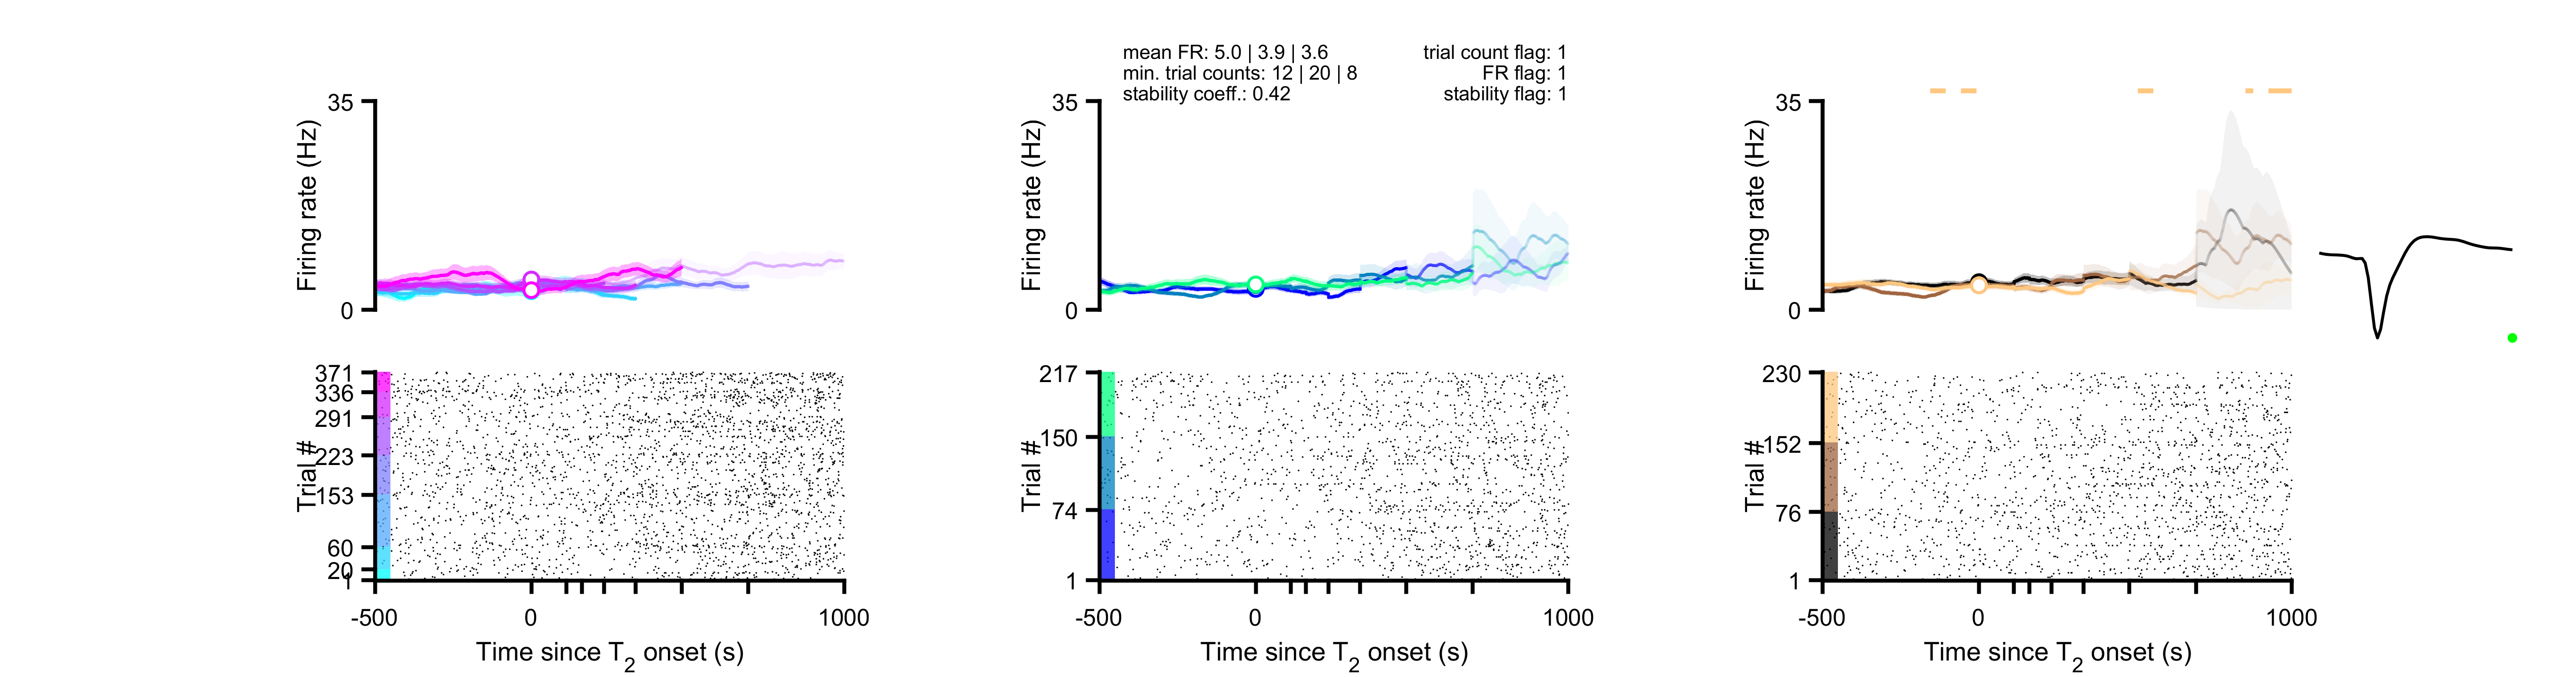 mean FR: 5.0 | 3.9 | 3.6
min. trial counts: 12 | 20 | 8
stability coeff.: 0.42
trial count flag: 1
FR flag: 1
stability flag: 1
35
Firing rate (Hz)
0
371
336
291
223
153
60
20
1
Trial #
-500
0
1000
Time since T2 onset (s)
35
Firing rate (Hz)
0
217
150
74
1
Trial #
-500
0
1000
Time since T2 onset (s)
35
Firing rate (Hz)
0
230
152
76
1
Trial #
-500
0
1000
Time since T2 onset (s)